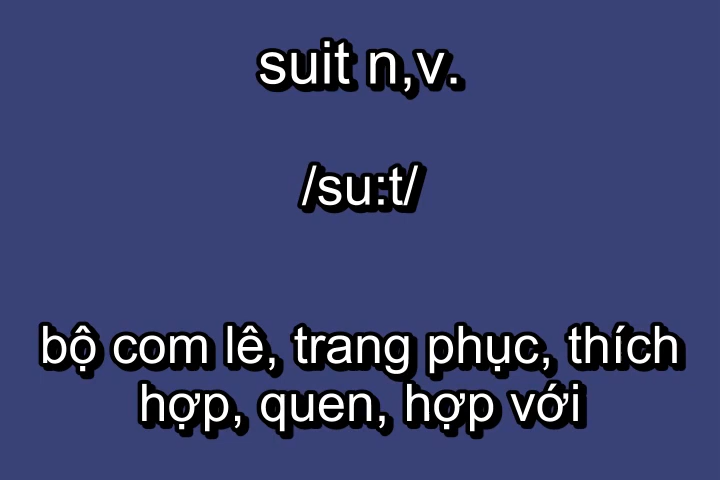 suit n,v.
/su:t/
bộ com lê, trang phục, thích
hợp, quen, hợp với